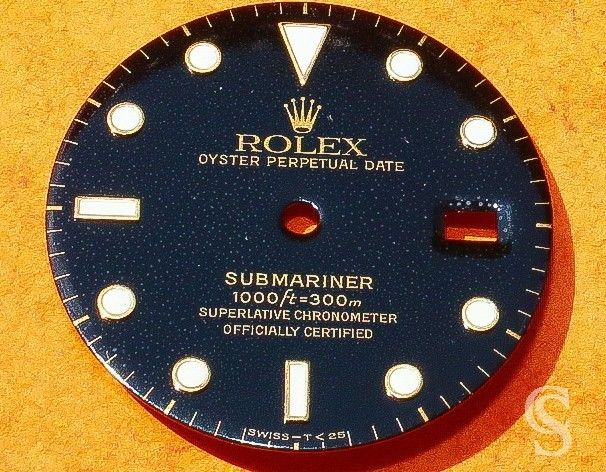 ROLEX
OYSTER PERPETUAL DATE
SUBMARINER
1000ft=300m
SUPERLATIVE CHRONOMETER
OFFICIALLY CERTIFIED
SWISS-T<25
S